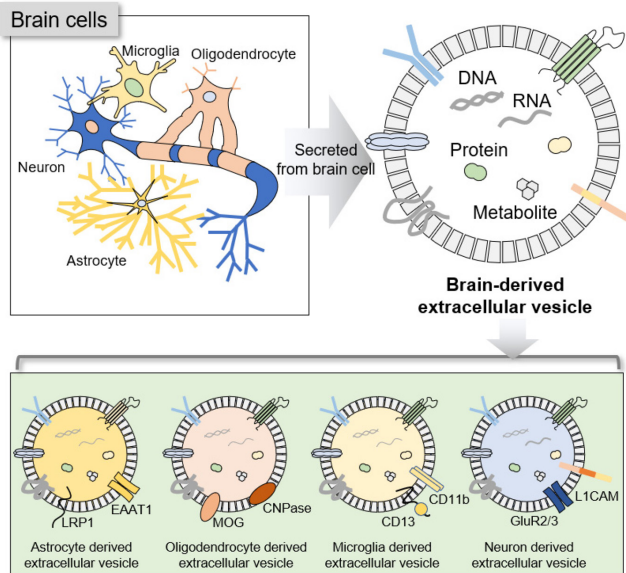 Brain cells
Microglia
Oligodendrocyte
Neuron
Astrocyte
Secreted
from brain cell
DNA
RNA
Protein
Metabolite
Brain-derived
extracellular vesicle
LRP1
EAAT1
MOG
CNPase
CD13
CD11b
GluR2/3
L1CAM
Astrocyte derived
extracellular vesicle
Oligodendrocyte derived
extracellular vesicle
Microglia derived
extracellular vesicle
Neuron derived
extracellular vesicle